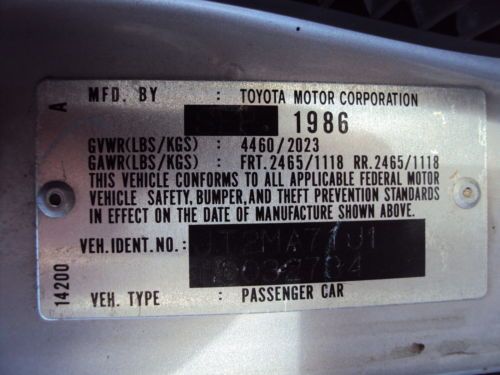 A
MFD. BY : TOYOTA MOTOR CORPORATION
1986
GVWR(LBS/KGS) : 4460/2023
GAWR(LBS/KGS) : FRT. 2465/1118 RR. 2465/1118
THIS VEHICLE CONFORMS TO ALL APPLICABLE FEDERAL MOTOR
VEHICLE SAFETY, BUMPER, AND THEFT PREVENTION STANDARDS
IN EFFECT ON THE DATE OF MANUFACTURE SHOWN ABOVE.
VEH. IDENT. NO. :
VEH. TYPE : PASSENGER CAR
14200